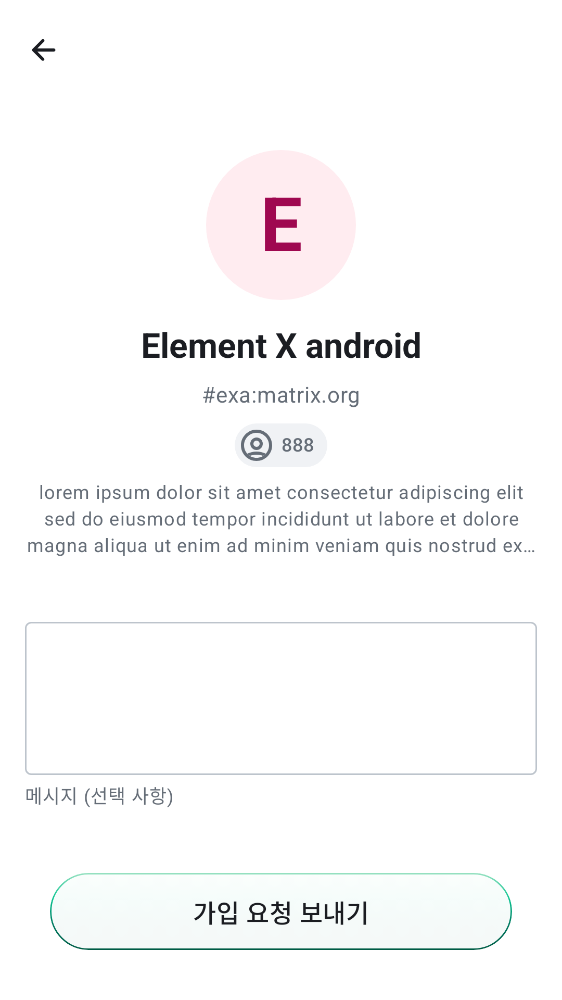 E
Element X android
#exa:matrix.org
888
lorem ipsum dolor sit amet consectetur adipiscing elit
sed do eiusmod tempor incididunt ut labore et dolore
magna aliqua ut enim ad minim veniam quis nostrud ex…
메시지 (선택 사항)
가입 요청 보내기